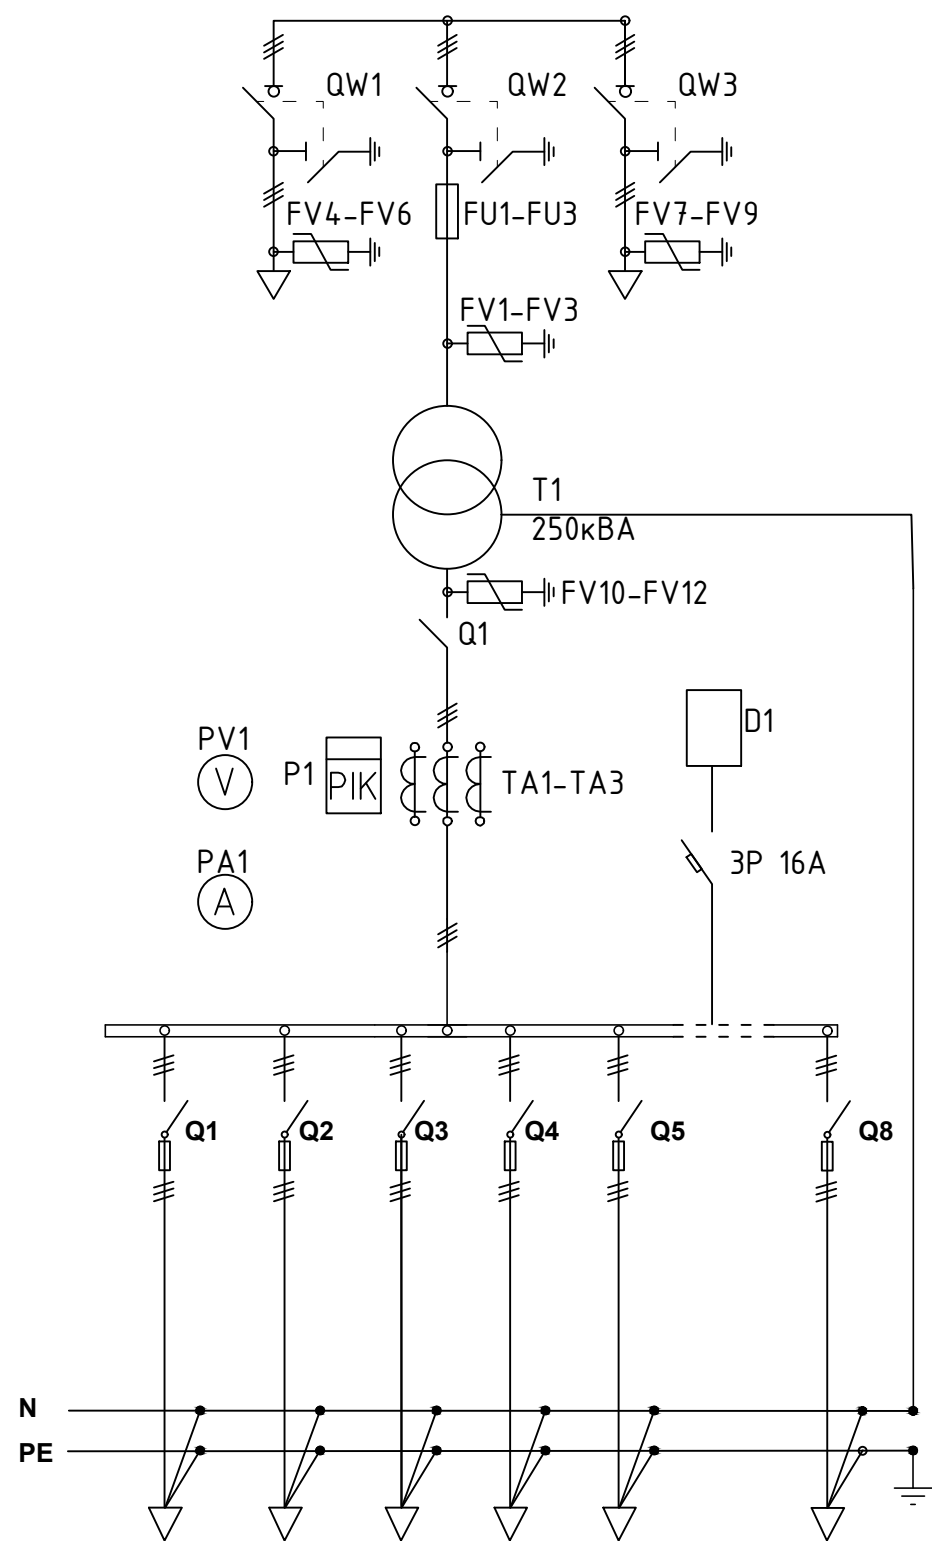 QW1
QW2
QW3
FV4-FV6
FU1-FU3
FV7-FV9
FV1-FV3
T1
250кВА
FV10-FV12
Q1
PV1
V
P1
PIK
TA1-TA3
D1
PA1
A
3P 16A
Q1
Q2
Q3
Q4
Q5
Q8
N
PE